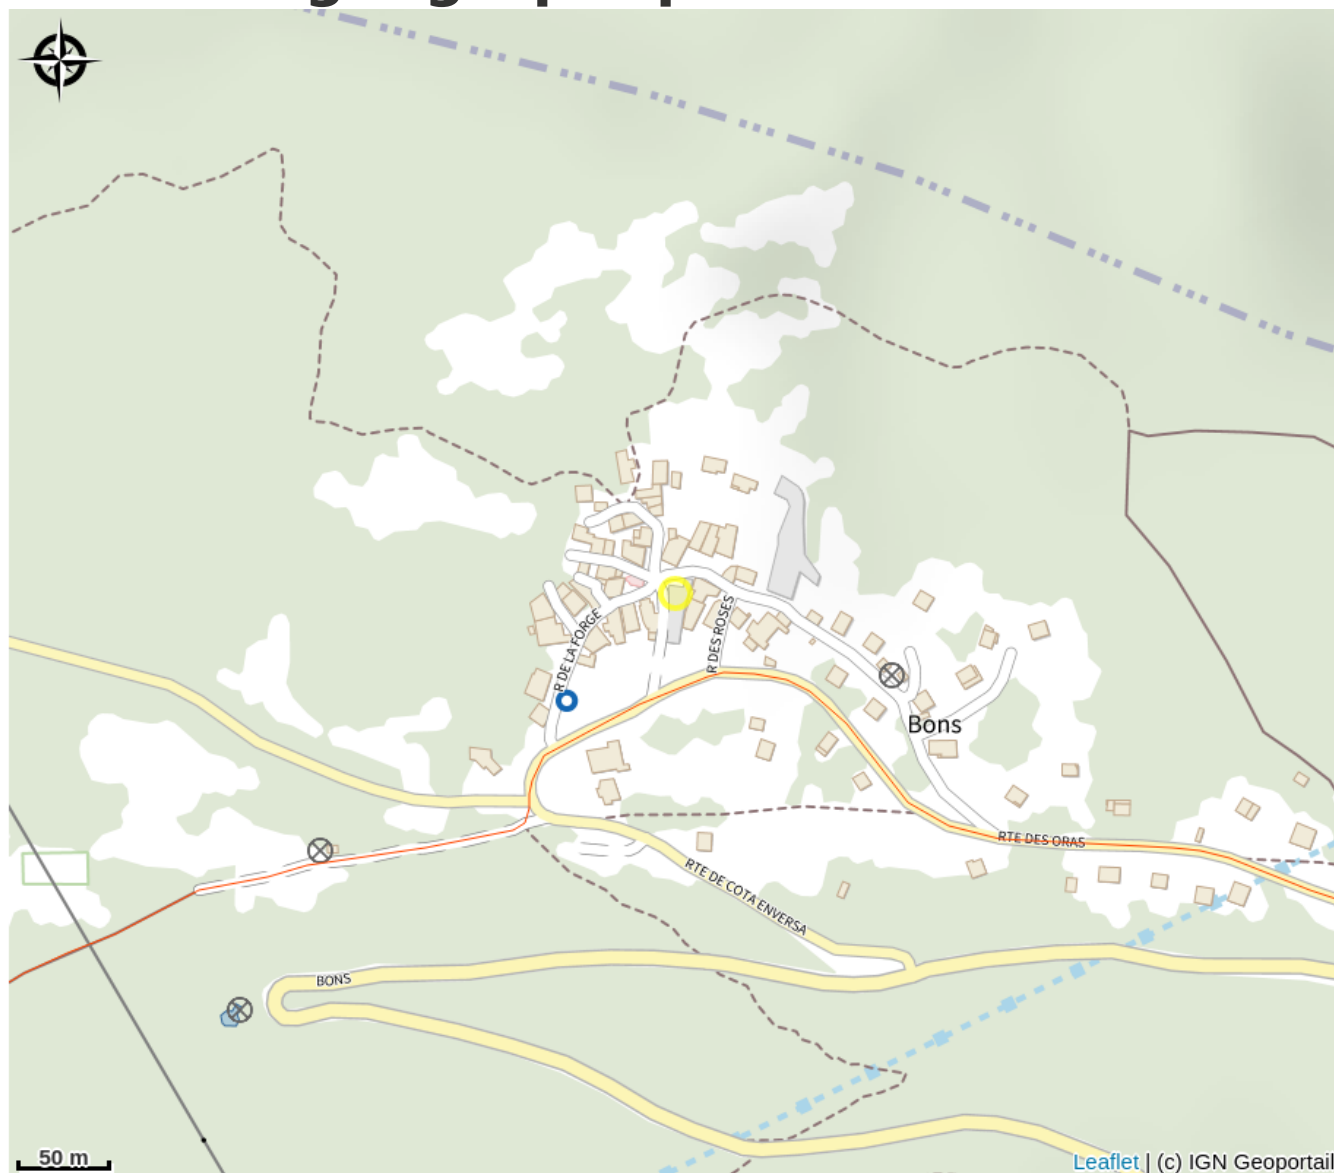 R DE LA FORGE
R DES ROSES
Bons
RTE DES ORAS
RTE DE COTA ENVERSA
BONS
50 m
Leaflet | (c) IGN Geoportail